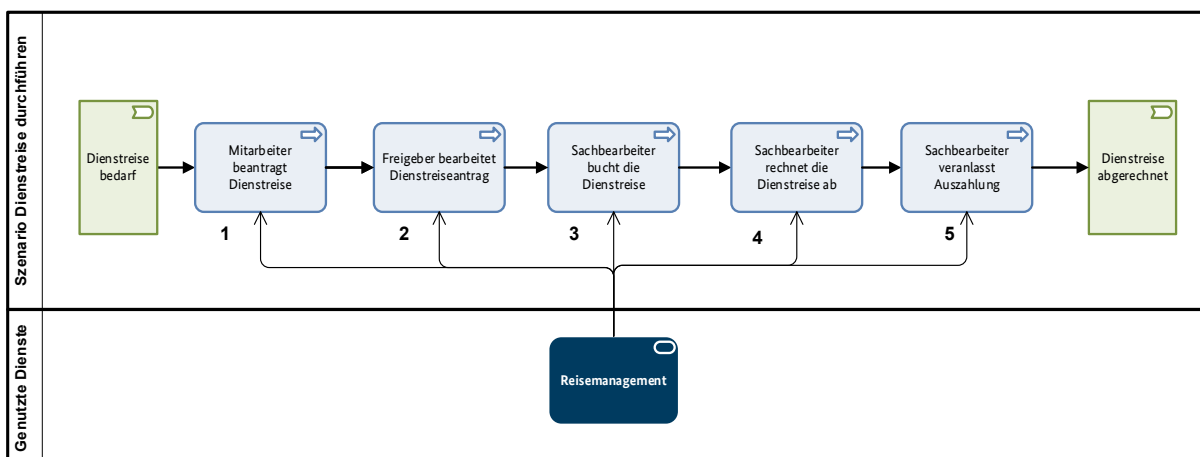 Szenario Dienstreise durchführen
Dienstreise
bedarf
Mitarbeiter
beantragt
Dienstreise
Freigeber bearbeitet
Dienstreiseantrag
Sachbearbeiter
bucht die
Dienstreise
Sachbearbeiter
rechnet die
Dienstreise ab
Sachbearbeiter
veranlasst
Auszahlung
Dienstreise
abgerechnet
1
2
3
4
5
Genutzte Dienste
Reisemanagement